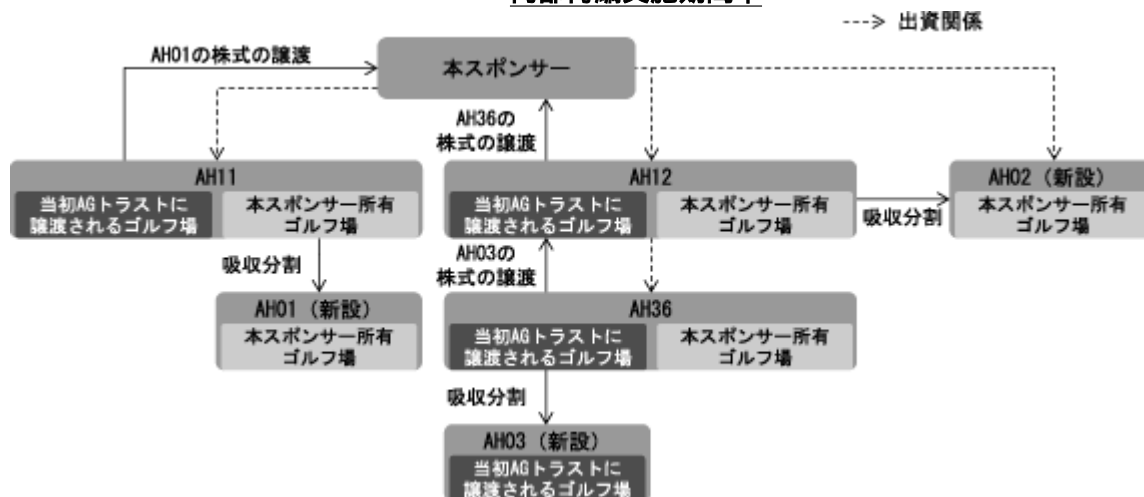 内部再編実施期間中
---> 出資関係
AH01の株式の譲渡
本スポンサー
AH36の
株式の譲渡
AH11
当初AGトラストに
譲渡されるゴルフ場
本スポンサー所有
ゴルフ場
AH12
当初AGトラストに
譲渡されるゴルフ場
本スポンサー所有
ゴルフ場
吸収分割
AH02（新設）
本スポンサー所有
ゴルフ場
吸収分割
AH03の
株式の譲渡
AH01（新設）
本スポンサー所有
ゴルフ場
AH36
当初AGトラストに
譲渡されるゴルフ場
本スポンサー所有
ゴルフ場
吸収分割
AH03（新設）
当初AGトラストに
譲渡されるゴルフ場